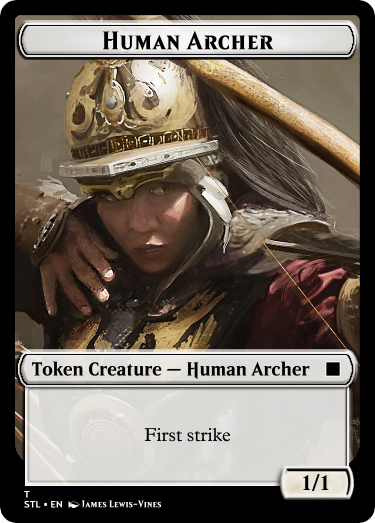 Human Archer
Token Creature — Human Archer
First strike
1/1
T
STL • EN James Lewis-Vines